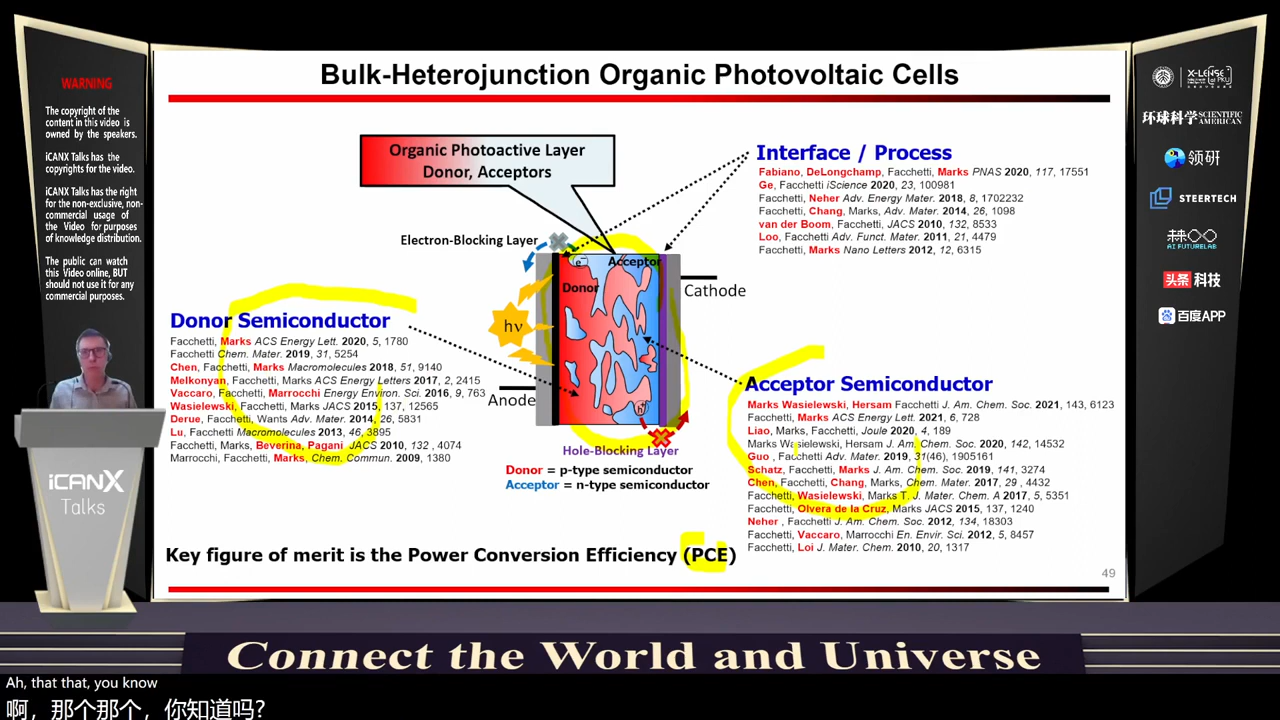 Bulk-Heterojunction Organic Photovoltaic Cells
WARNING
The copyright of the
content in this video is
owned by the speakers.
iCANX Talks has the
copyrights for the video.
iCANX Talks has the right
for the non-exclusive, non-
commercial usage of
the Video for purposes
of knowledge distribution.
The public can watch
this Video online, BUT
should not use it for any
commercial purposes.
Organic Photoactive Layer
Donor, Acceptors
Electron-Blocking Layer
e⁻
Acceptor
Donor
hν
Cathode
Anode
h⁺
Hole-Blocking Layer
Donor = p-type semiconductor
Acceptor = n-type semiconductor
Interface / Process
Fabiano, DeLongchamp, Facchetti, Marks PNAS 2020, 117, 17551
Ge, Facchetti iScience 2020, 23, 100981
Facchetti, Neher Adv. Energy Mater. 2018, 8, 1702232
Facchetti, Chang, Marks, Adv. Mater. 2014, 26, 1098
van der Boom, Facchetti, JACS 2010, 132, 8533
Loo, Facchetti Adv. Funct. Mater. 2011, 21, 4479
Facchetti, Marks Nano Letters 2012, 12, 6315
Donor Semiconductor
Facchetti, Marks ACS Energy Lett. 2020, 5, 1780
Facchetti Chem. Mater. 2019, 31, 5254
Chen, Facchetti, Marks Macromolecules 2018, 51, 9140
Melkonyan, Facchetti, Marks ACS Energy Letters 2017, 2, 2415
Vaccaro, Facchetti, Marrocchi Energy Environ. Sci. 2016, 9, 763
Wasielewski, Facchetti, Marks JACS 2015, 137, 12565
Derue, Facchetti, Wants Adv. Mater. 2014, 26, 5831
Lu, Facchetti Macromolecules 2013, 46, 3895
Facchetti, Marks, Beverina, Pagani JACS 2010, 132 , 4074
Marrocchi, Facchetti, Marks, Chem. Commun. 2009, 1380
Acceptor Semiconductor
Marks Wasielewski, Hersam Facchetti J. Am. Chem. Soc. 2021, 143, 6123
Facchetti, Marks ACS Energy Lett. 2021, 6, 728
Liao, Marks, Facchetti, Joule 2020, 4, 189
Marks Wasielewski, Hersam J. Am. Chem. Soc. 2020, 142, 14532
Guo , Facchetti Adv. Mater. 2019, 31(46), 1905161
Schatz, Facchetti, Marks J. Am. Chem. Soc. 2019, 141, 3274
Chen, Facchetti, Chang, Marks, Chem. Mater. 2017, 29 , 4432
Facchetti, Wasielewski, Marks T. J. Mater. Chem. A 2017, 5, 5351
Facchetti, Olvera de la Cruz, Marks JACS 2015, 137, 1240
Neher , Facchetti J. Am. Chem. Soc. 2012, 134, 18303
Facchetti, Vaccaro, Marrocchi En. Envir. Sci. 2012, 5, 8457
Facchetti, Loi J. Mater. Chem. 2010, 20, 1317
Key figure of merit is the Power Conversion Efficiency (PCE)
49
X-LENSE
环球科学 SCIENTIFIC AMERICAN
领研
STEERTECH
AI FUTURELAB
头条 科技
百度APP
iCANX
Talks
Connect the World and Universe
Ah, that that, you know
啊，那个那个，你知道吗?